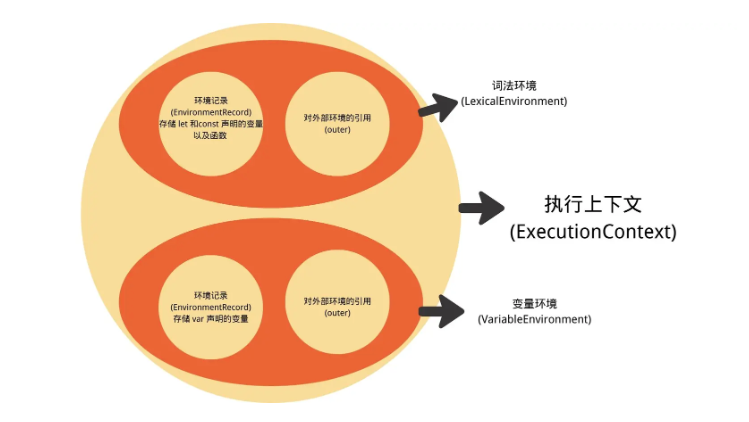 环境记录
(EnvironmentRecord)
存储 let 和const 声明的变量
以及函数
对外部环境的引用
(outer)
词法环境
(LexicalEnvironment)
执行上下文
(ExecutionContext)
环境记录
(EnvironmentRecord)
存储 var 声明的变量
对外部环境的引用
(outer)
变量环境
(VariableEnvironment)